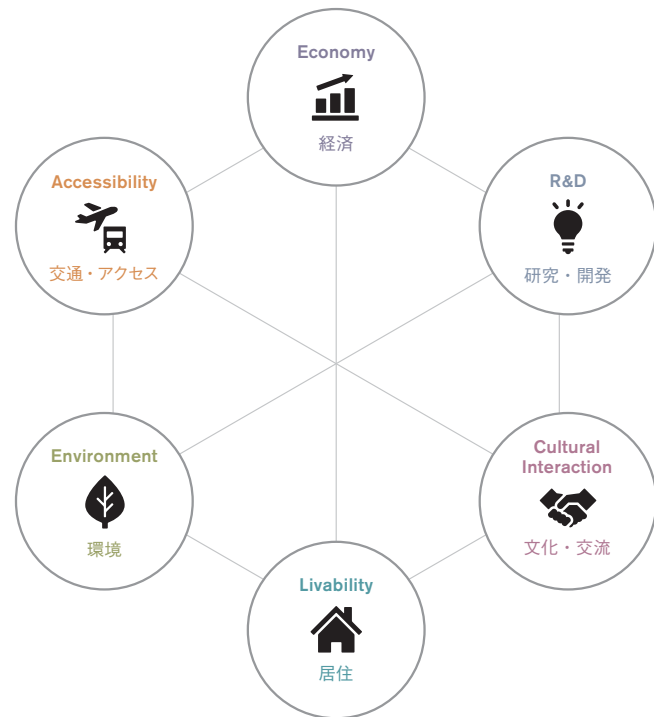 Economy
経済
Accessibility
交通・アクセス
R&D
研究・開発
Environment
環境
Cultural
Interaction
文化・交流
Livability
居住